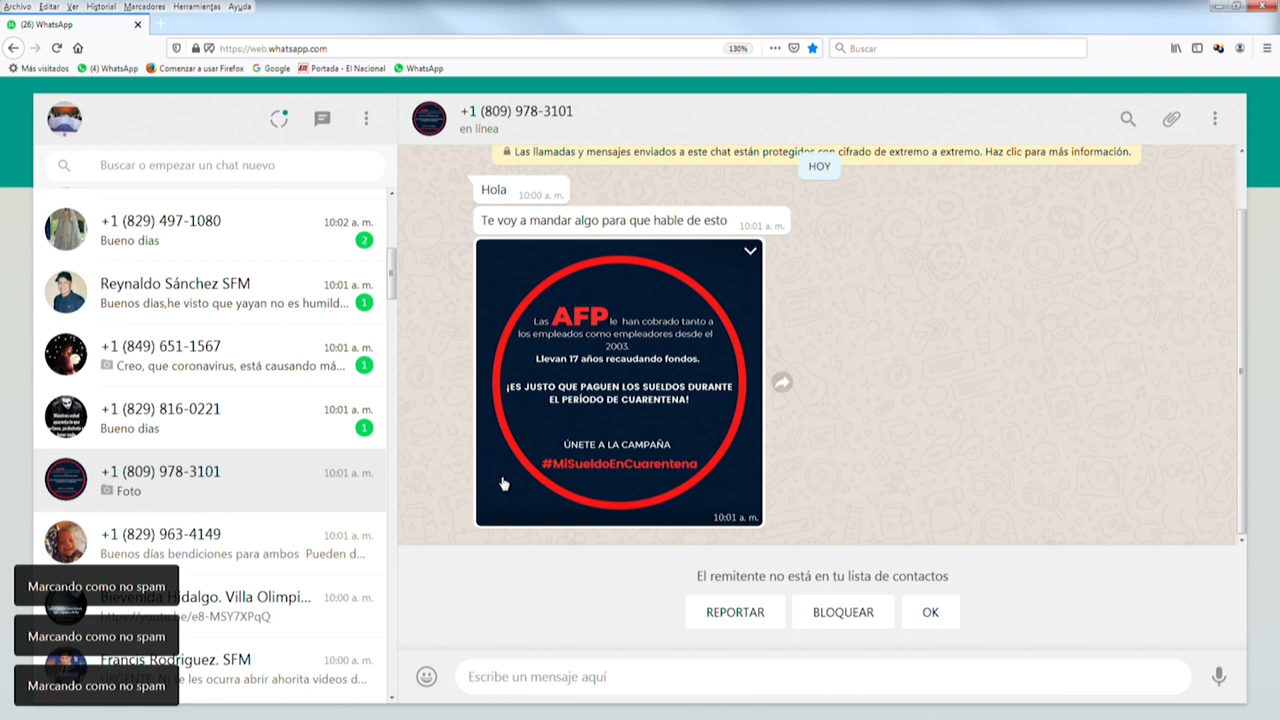 Archivo Editar Ver Historial Marcadores Herramientas Ayuda
(26) WhatsApp
https://web.whatsapp.com
130%
Buscar
Más visitados
(4) WhatsApp
Comenzar a usar Firefox
Google
Portada - El Nacional
WhatsApp
Buscar o empezar un chat nuevo
+1 (829) 497-1080
10:02 a. m.
Bueno dias
2
Reynaldo Sánchez SFM
10:01 a. m.
Buenos dias,he visto que yayan no es humild...
1
+1 (849) 651-1567
10:01 a. m.
Creo, que coronavirus, está causando má...
1
+1 (829) 816-0221
10:01 a. m.
Bueno dias
1
+1 (809) 978-3101
10:01 a. m.
Foto
+1 (829) 963-4149
10:01 a. m.
Buenos días bendiciones para ambos Pueden d...
Hidalgo. Villa Olimpi...
10:00 a. m.
https://youtu.be/e8-MSY7XPqQ
Francis Rodriguez. SFM
10:00 a. m.
les ocurra abrir ahorita videos d...
Marcando como no spam
Marcando como no spam
Marcando como no spam
+1 (809) 978-3101
en línea
Las llamadas y mensajes enviados a este chat están protegidos con cifrado de extremo a extremo. Haz clic para más información.
HOY
Hola
10:00 a. m.
Te voy a mandar algo para que hable de esto
10:01 a. m.
Las AFP le han cobrado tanto a
los empleados como empleadores desde el
2003.
Llevan 17 años recaudando fondos.
¡ES JUSTO QUE PAGUEN LOS SUELDOS DURANTE
EL PERÍODO DE CUARENTENA!
ÚNETE A LA CAMPAÑA
#MiSueldoEnCuarentena
10:01 a. m.
El remitente no está en tu lista de contactos
REPORTAR
BLOQUEAR
OK
Escribe un mensaje aquí